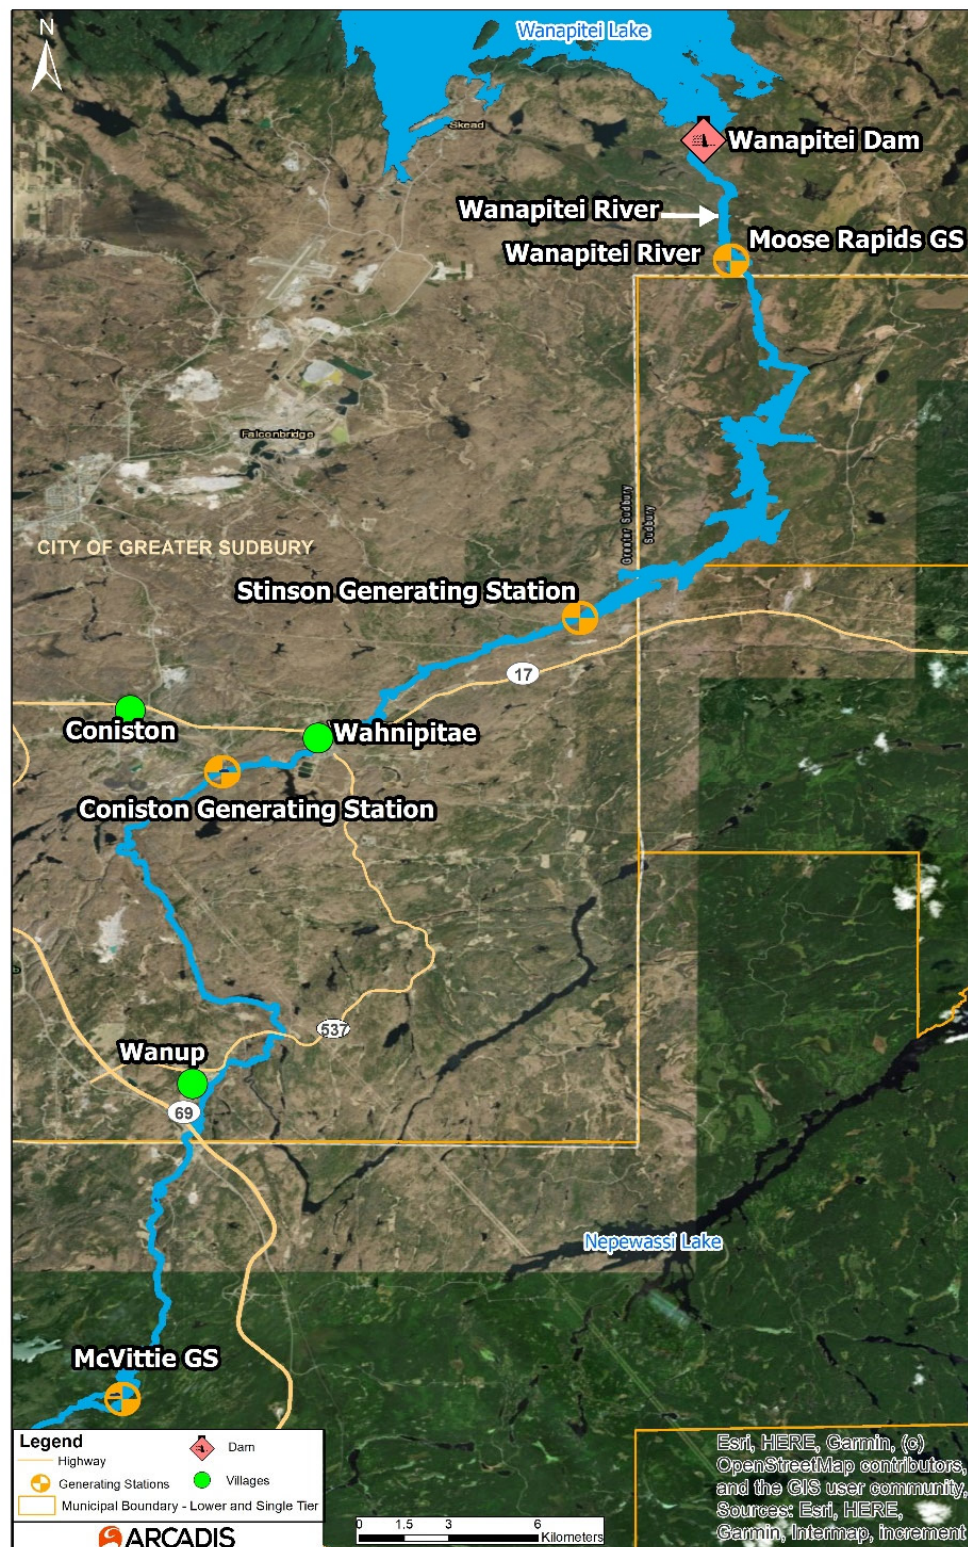 N
Wanapitei Lake
Skead
Wanapitei Dam
Wanapitei River
Moose Rapids GS
Wanapitei River
Falconbridge
Greater Sudbury
Sudbury
CITY OF GREATER SUDBURY
Stinson Generating Station
17
Coniston
Wahnipitae
Coniston Generating Station
537
Wanup
69
Nepewassi Lake
McVittie GS
Legend
Highway
Dam
Generating Stations
Villages
Municipal Boundary - Lower and Single Tier
ARCADIS
0 1.5 3 6
Kilometers
Esri, HERE, Garmin, (c)
OpenStreetMap contributors,
and the GIS user community,
Sources: Esri, HERE,
Garmin, Intermap, increment